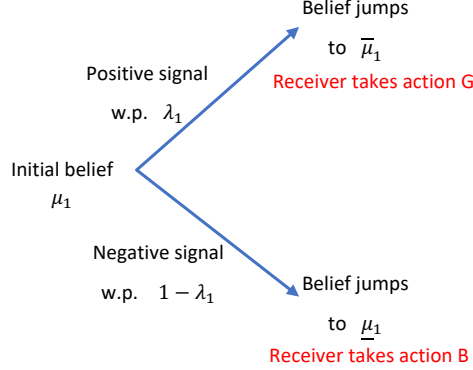 Belief jumps
to μ̅₁
Receiver takes action G
Positive signal
w.p. λ₁
Initial belief
μ₁
Negative signal
w.p. 1 − λ₁
Belief jumps
to μ̲₁
Receiver takes action B